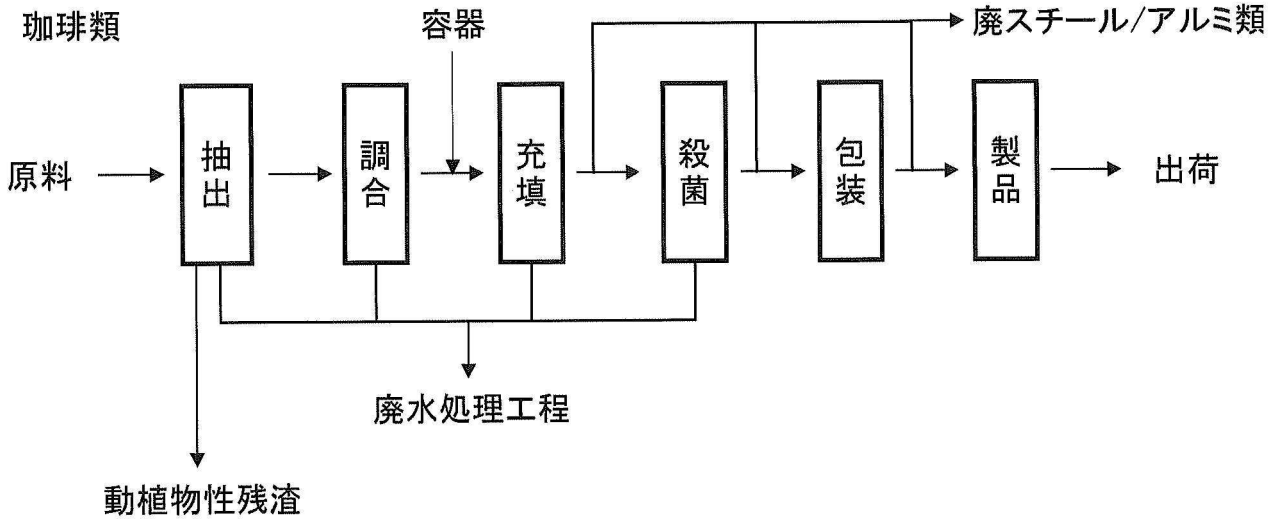 珈琲類
容器
廃スチール/アルミ類
原料
抽出
調合
充填
殺菌
包装
製品
出荷
廃水処理工程
動植物性残渣